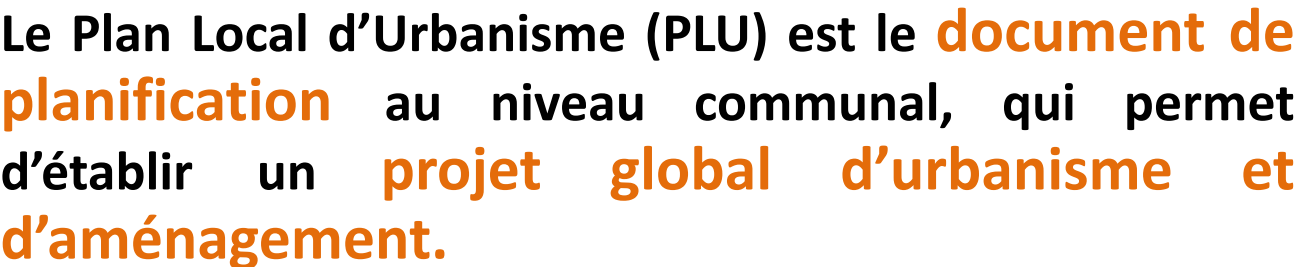 Le Plan Local d’Urbanisme (PLU) est le document de
planification au niveau communal, qui permet
d’établir un projet global d’urbanisme et
d’aménagement.